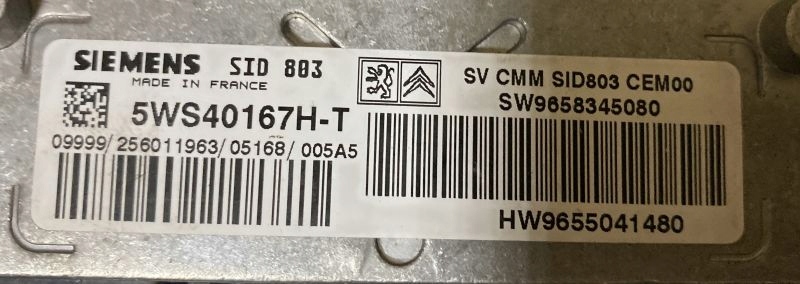 SIEMENS SID 803
MADE IN FRANCE
5WS40167H-T
09999/256011963/05168/005A5
SV CMM SID803 CEM00
SW9658345080
HW9655041480